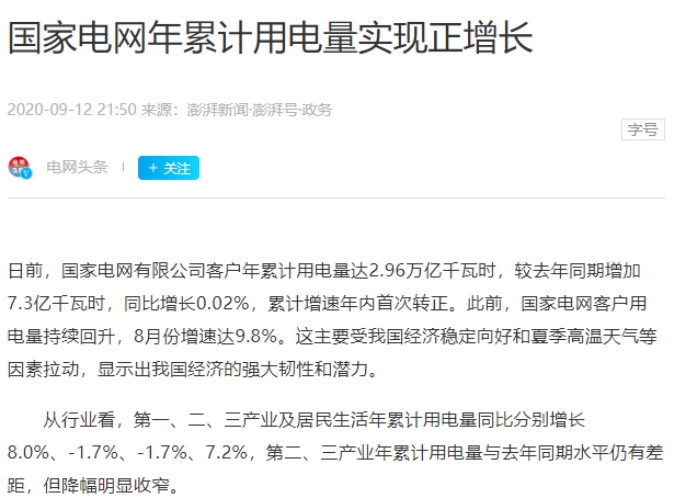 国家电网年累计用电量实现正增长
2020-09-12 21:50 来源：澎湃新闻·澎湃号·政务
字号
电网头条
+ 关注
日前，国家电网有限公司客户年累计用电量达2.96万亿千瓦时，较去年同期增加
7.3亿千瓦时，同比增长0.02%，累计增速年内首次转正。此前，国家电网客户用
电量持续回升，8月份增速达9.8%。这主要受我国经济稳定向好和夏季高温天气等
因素拉动，显示出我国经济的强大韧性和潜力。
从行业看，第一、二、三产业及居民生活年累计用电量同比分别增长
8.0%、-1.7%、-1.7%、7.2%，第二、三产业年累计用电量与去年同期水平仍有差
距，但降幅明显收窄。